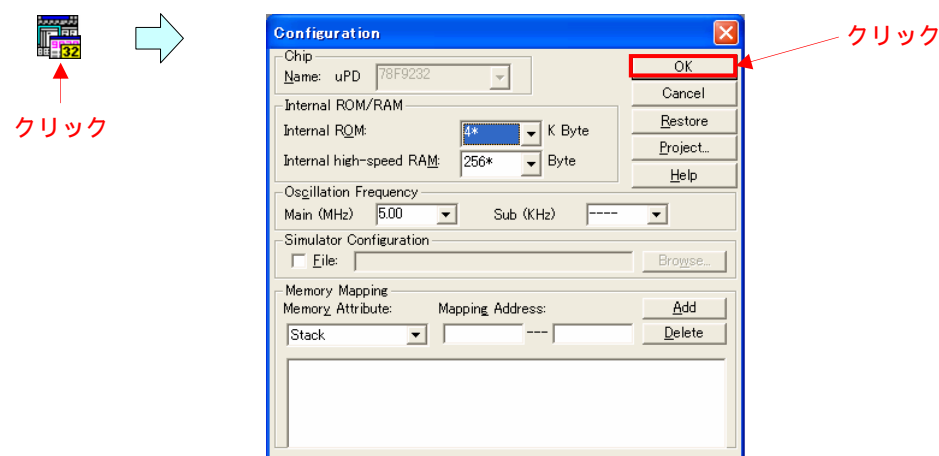 32
クリック
クリック
Configuration
Chip
Name: uPD 78F9232
OK
Cancel
Restore
Project...
Help
Internal ROM/RAM
Internal ROM: 4* K Byte
Internal high-speed RAM: 256* Byte
Oscillation Frequency
Main (MHz) 5.00 Sub (KHz) ----
Simulator Configuration
File: Browse...
Memory Mapping
Memory Attribute: Mapping Address: Add
Stack --- Delete